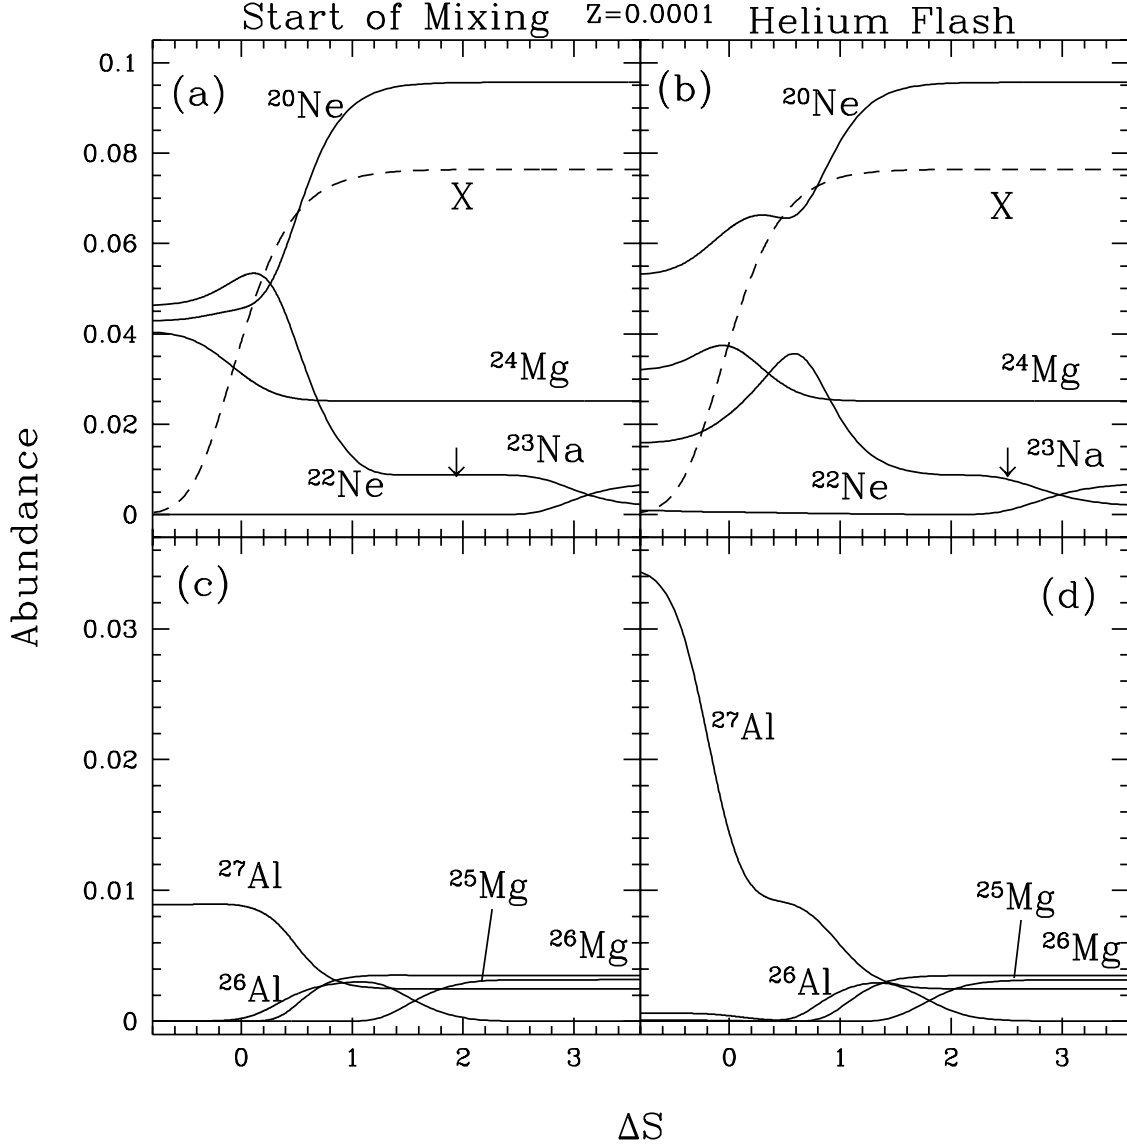 Start of Mixing Z=0.0001 Helium Flash
(a)
²⁰Ne
X
²⁴Mg
²³Na
²²Ne
(b)
²⁰Ne
X
²⁴Mg
²³Na
²²Ne
0.1
0.08
0.06
0.04
0.02
0
Abundance
(c)
²⁷Al
²⁶Al
²⁵Mg
²⁶Mg
(d)
²⁷Al
²⁶Al
²⁵Mg
²⁶Mg
0.03
0.02
0.01
0
0 1 2 3 0 1 2 3
ΔS